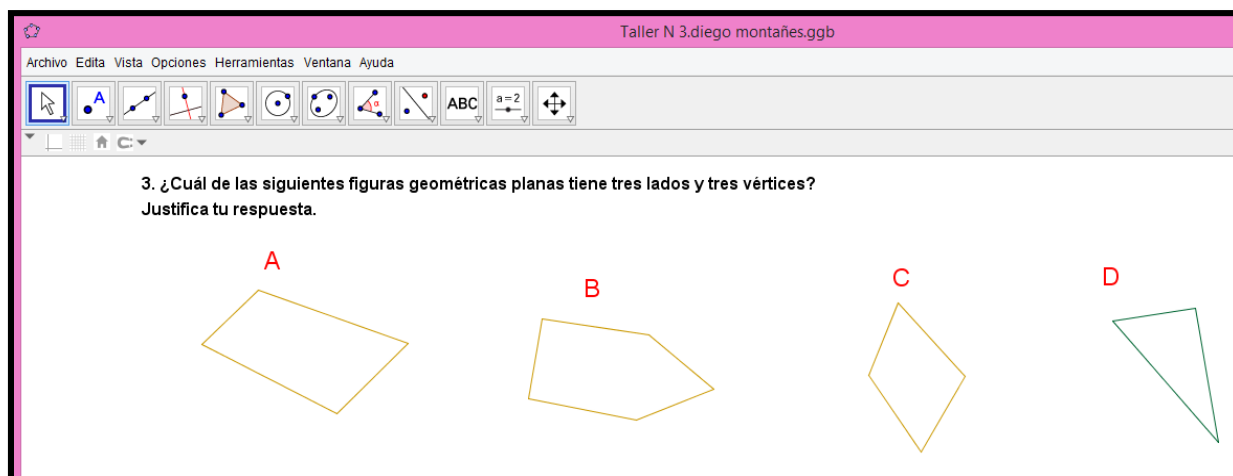 Taller N 3.diego montañes.ggb
Archivo Edita Vista Opciones Herramientas Ventana Ayuda
A α ABC a=2
3. ¿Cuál de las siguientes figuras geométricas planas tiene tres lados y tres vértices?
Justifica tu respuesta.
A B C D